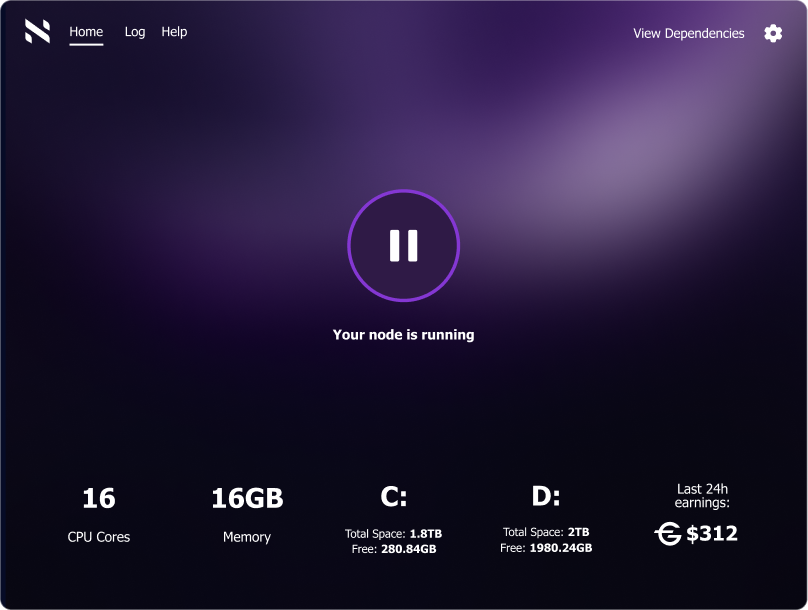 Home Log Help
View Dependencies
Your node is running
16
CPU Cores
16GB
Memory
C:
Total Space: 1.8TB
Free: 280.84GB
D:
Total Space: 2TB
Free: 1980.24GB
Last 24h
earnings:
$312